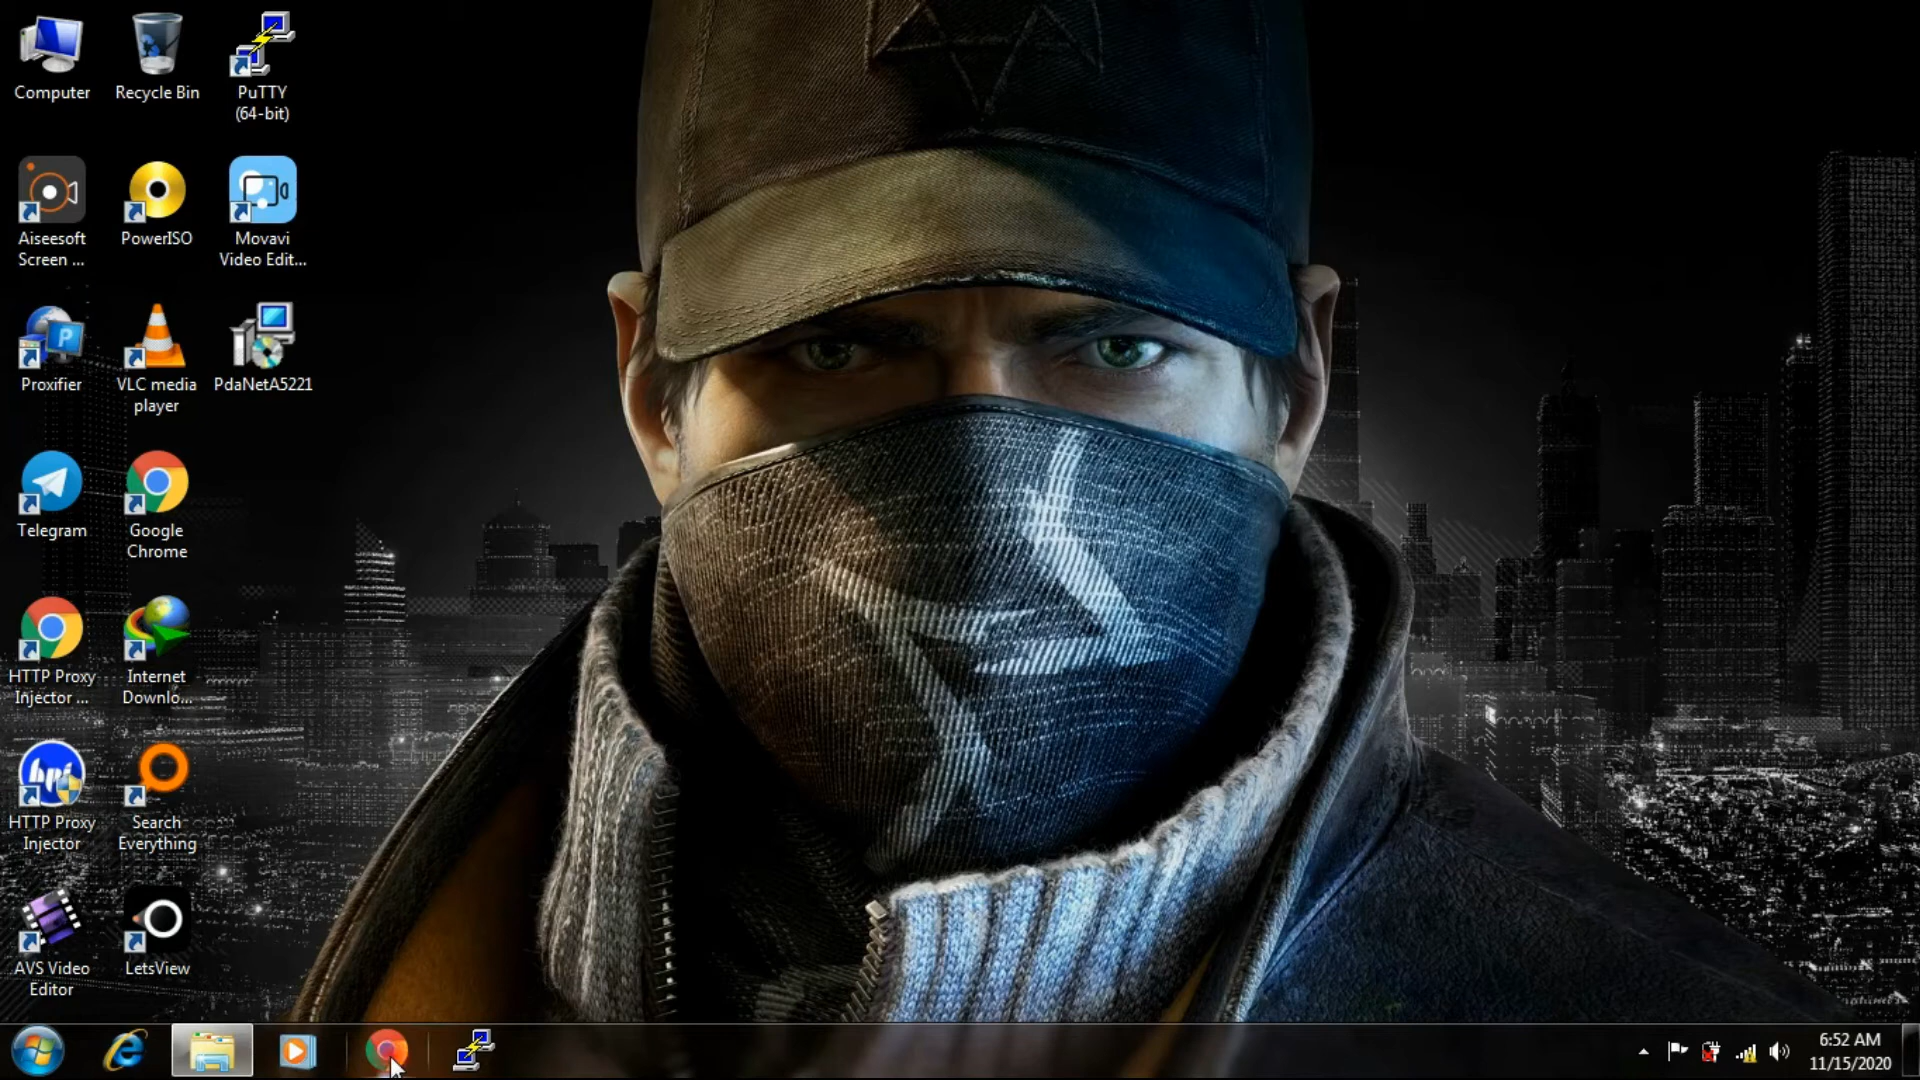 Computer
Recycle Bin
PuTTY
(64-bit)
Aiseesoft
Screen ...
PowerISO
Movavi
Video Edit...
Proxifier
VLC media
player
PdaNetA5221
Telegram
Google
Chrome
HTTP Proxy
Injector ...
Internet
Downlo...
HTTP Proxy
Injector
Search
Everything
AVS Video
Editor
LetsView
6:52 AM
11/15/2020